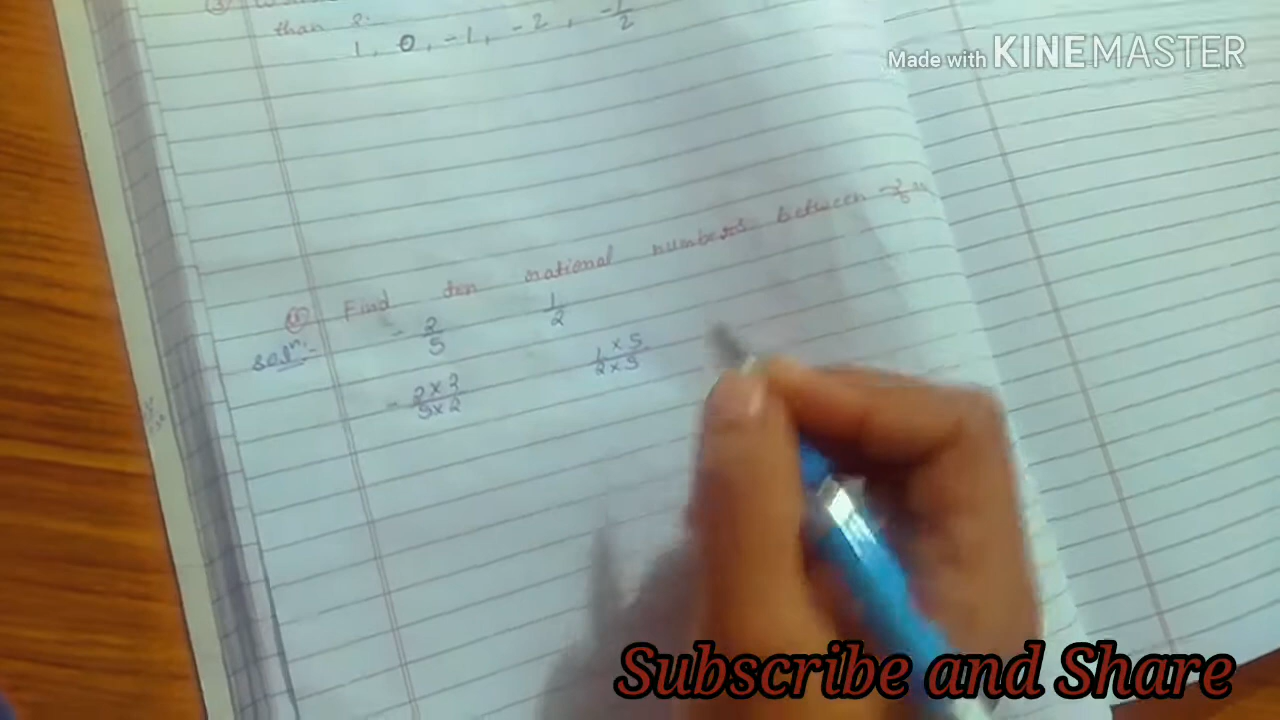 than 2.
1, 0, -1, -2, -1/2
Made with KINEMASTER
Find ten rational numbers between
Solⁿ:- -2/5 1/2
-2×2/5×2 1×5/2×5
Subscribe and Share